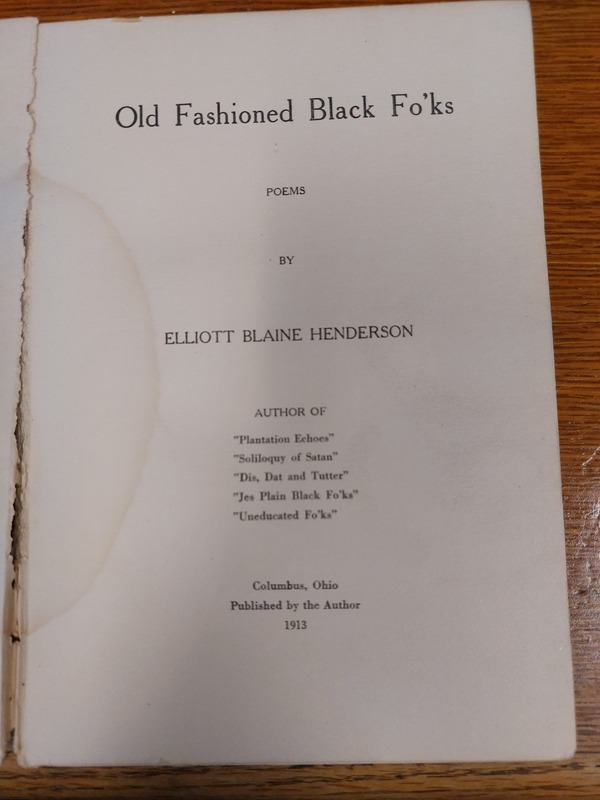 Old Fashioned Black Fo'ks
POEMS
BY
ELLIOTT BLAINE HENDERSON
AUTHOR OF
"Plantation Echoes"
"Soliloquy of Satan"
"Dis, Dat and Tutter"
"Jes Plain Black Fo'ks"
"Uneducated Fo'ks"
Columbus, Ohio
Published by the Author
1913